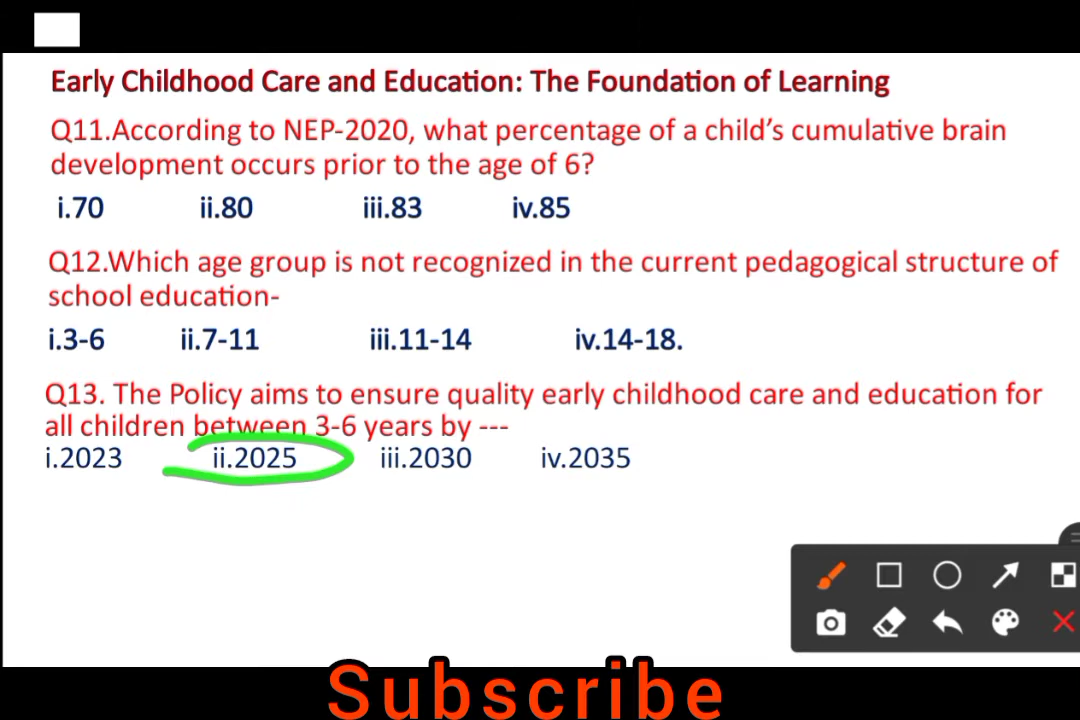 Early Childhood Care and Education: The Foundation of Learning
Q11.According to NEP-2020, what percentage of a child's cumulative brain
development occurs prior to the age of 6?
i.70 ii.80 iii.83 iv.85
Q12.Which age group is not recognized in the current pedagogical structure of
school education-
i.3-6 ii.7-11 iii.11-14 iv.14-18.
Q13. The Policy aims to ensure quality early childhood care and education for
all children between 3-6 years by ---
i.2023 ii.2025 iii.2030 iv.2035
Subscribe